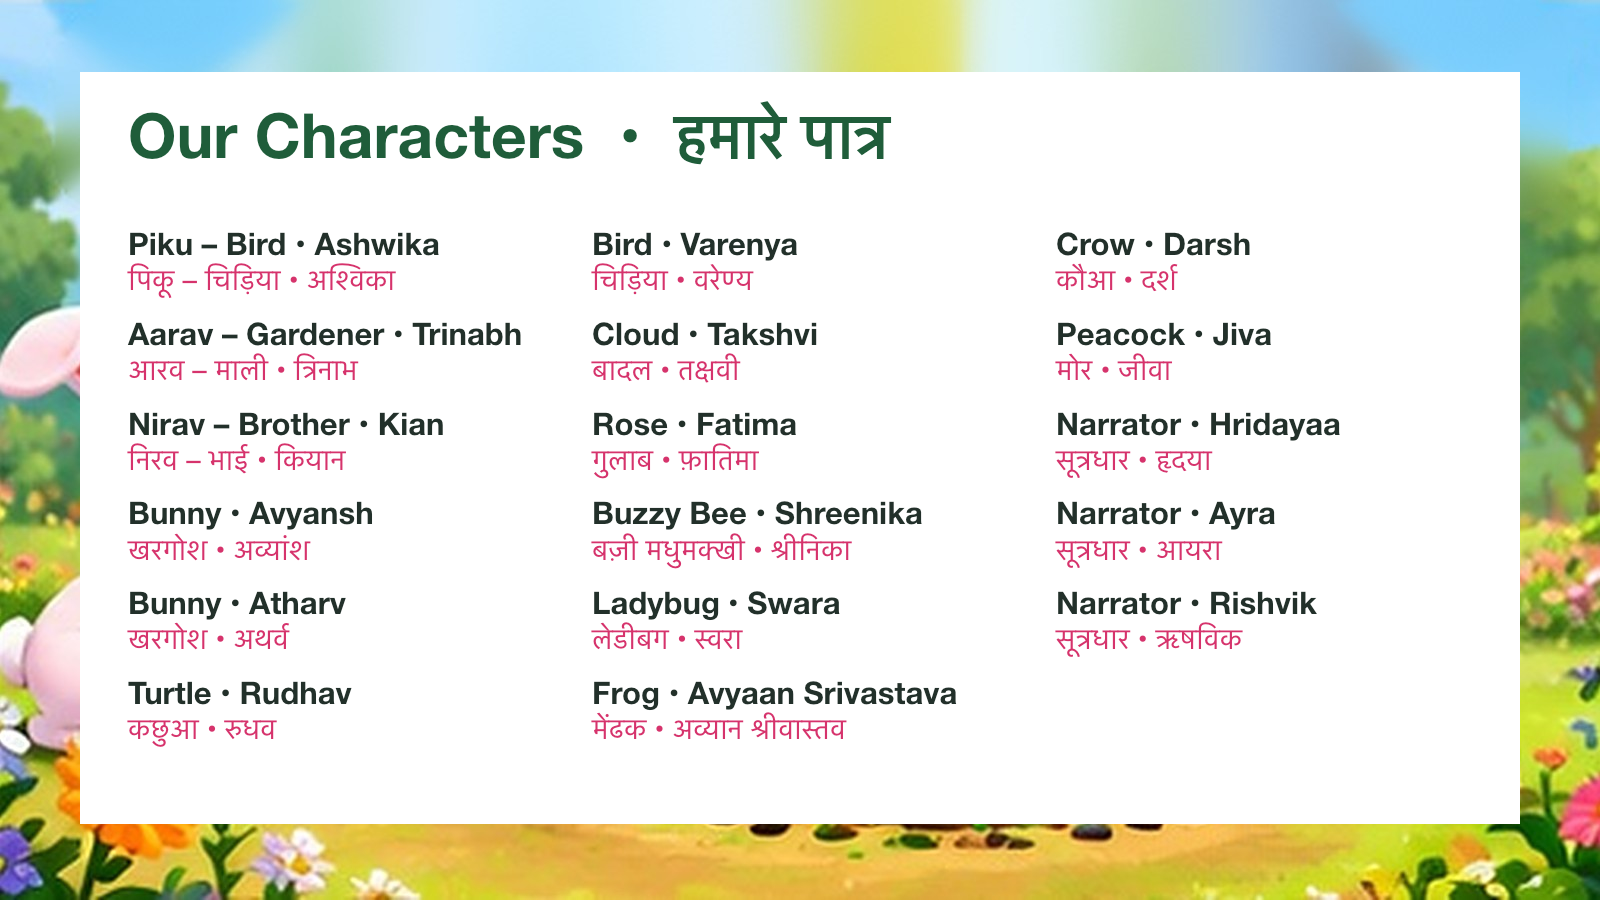 Our Characters • हमारे पात्र
Piku – Bird • Ashwika
पिकू – चिड़िया • अश्विका
Aarav – Gardener • Trinabh
आरव – माली • त्रिनाभ
Nirav – Brother • Kian
निरव – भाई • कियान
Bunny • Avyansh
खरगोश • अव्यांश
Bunny • Atharv
खरगोश • अथर्व
Turtle • Rudhav
कछुआ • रुधव
Bird • Varenya
चिड़िया • वरेण्य
Cloud • Takshvi
बादल • तक्षवी
Rose • Fatima
गुलाब • फ़ातिमा
Buzzy Bee • Shreenika
बज़ी मधुमक्खी • श्रीनिका
Ladybug • Swara
लेडीबग • स्वरा
Frog • Avyaan Srivastava
मेंढक • अव्यान श्रीवास्तव
Crow • Darsh
कौआ • दर्श
Peacock • Jiva
मोर • जीवा
Narrator • Hridayaa
सूत्रधार • हृदया
Narrator • Ayra
सूत्रधार • आयरा
Narrator • Rishvik
सूत्रधार • ऋषविक